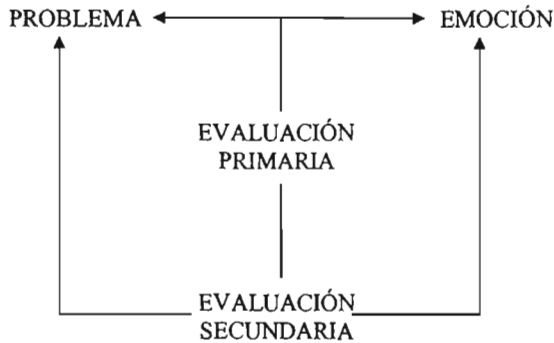 PROBLEMA EMOCIÓN
EVALUACIÓN
PRIMARIA
EVALUACIÓN
SECUNDARIA